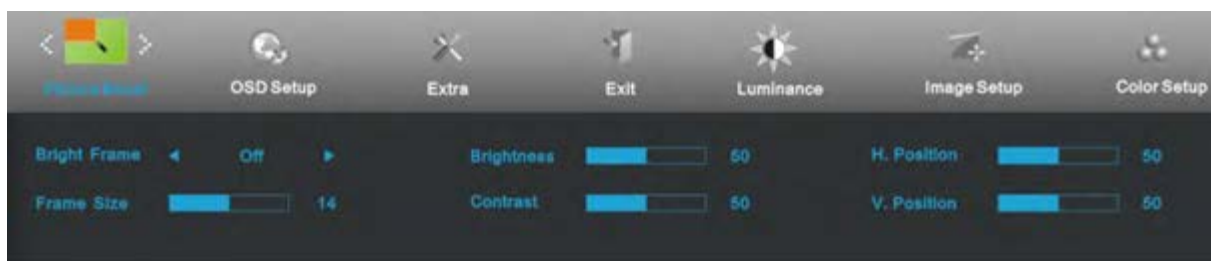 OSD Setup Extra Exit Luminance Image Setup Color Setup
Bright Frame Off Brightness 50 H. Position 50
Frame Size 14 Contrast 50 V. Position 50